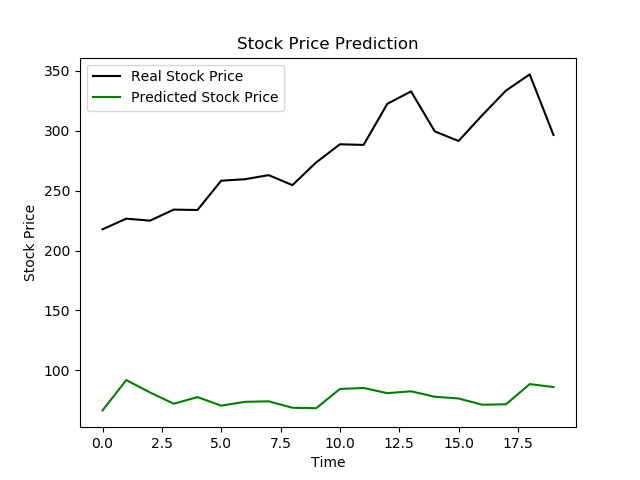 Stock Price Prediction
Real Stock Price
Predicted Stock Price
350
300
250
200
150
100
Stock Price
0.0 2.5 5.0 7.5 10.0 12.5 15.0 17.5
Time